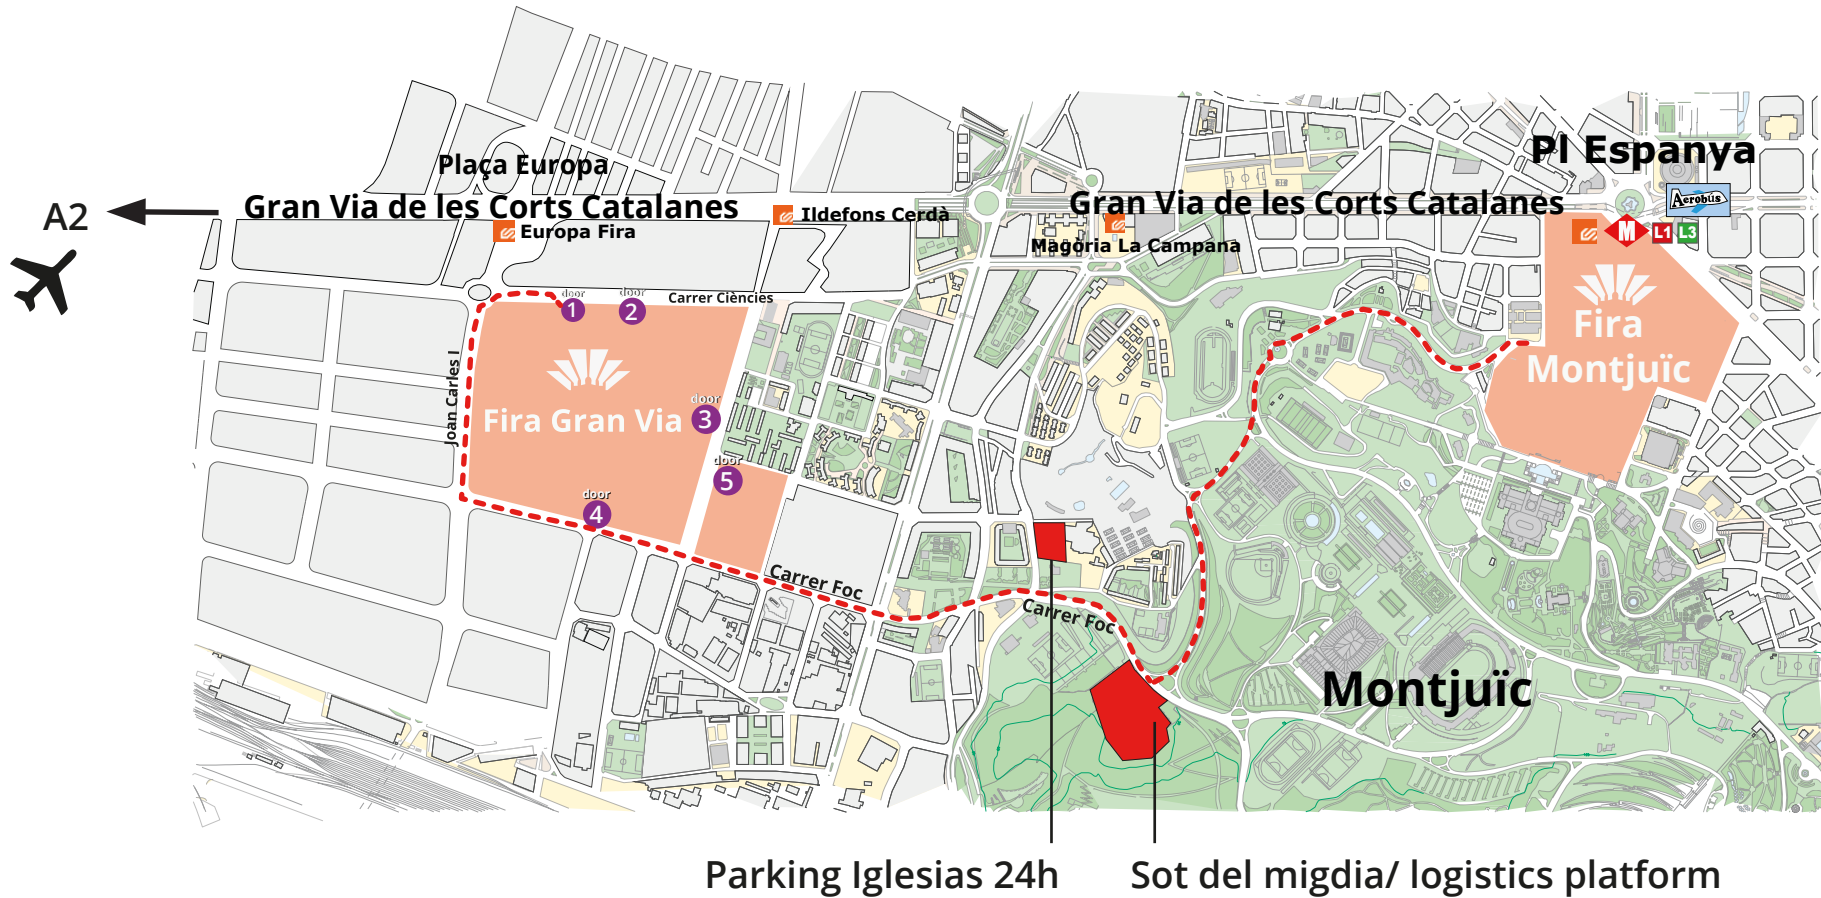 Pl Espanya
Plaça Europa
Aerobús
A2
Gran Via de les Corts Catalanes
Gran Via de les Corts Catalanes
Ildefons Cerdà
Europa Fira
Magòria La Campana
M
L1
L3
door
1
door
2
Carrer Ciències
Fira
Montjuïc
Joan Carles I
Fira Gran Via
door
3
door
5
door
4
Carrer Foc
Carrer Foc
Montjuïc
Parking Iglesias 24h
Sot del migdia/ logistics platform